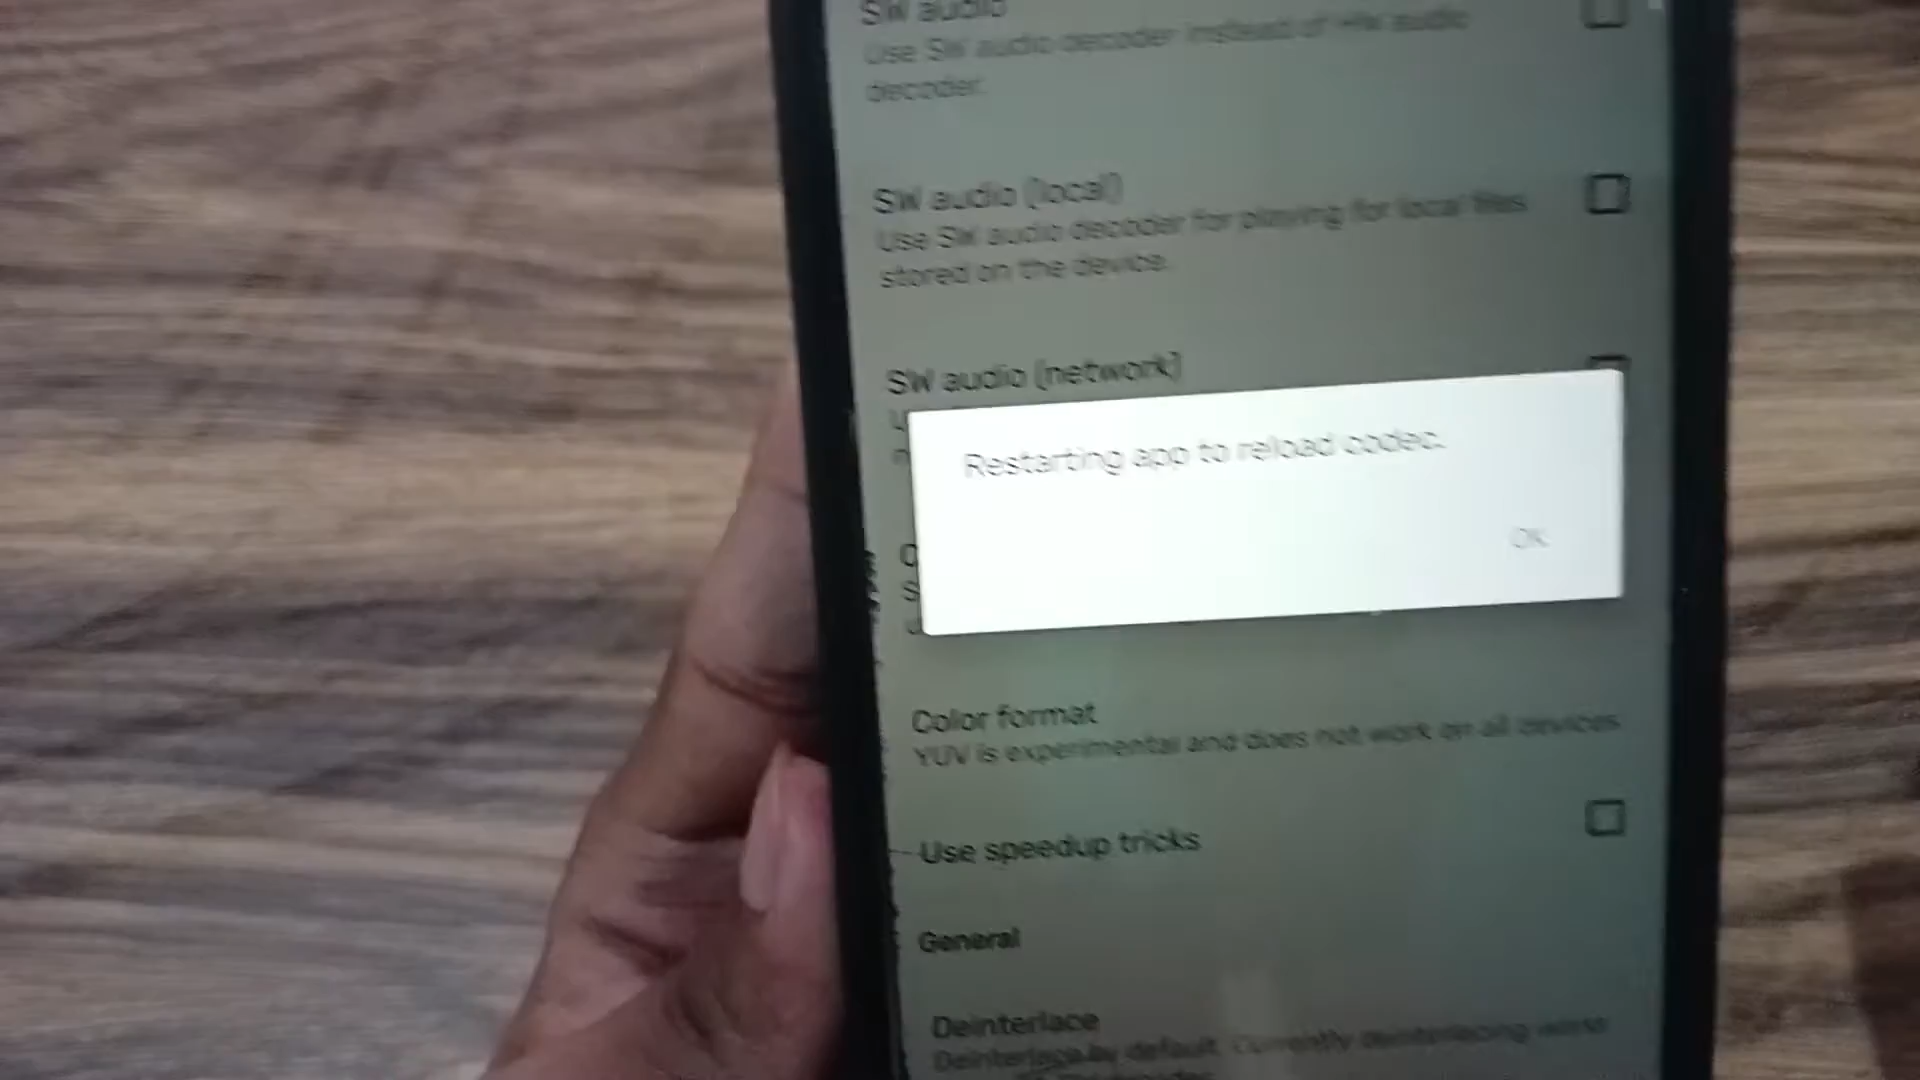 SW audio
Use SW audio decoder instead of HW audio
decoder.
SW audio (local)
Use SW audio decoder for playing for local files
stored on the device.
SW audio (network)
Restarting app to reload codec.
OK
Color format
YUV is experimental and does not work on all devices
Use speedup tricks
General
Deinterlace
Deinterlace by default. Currently deinterlacing works